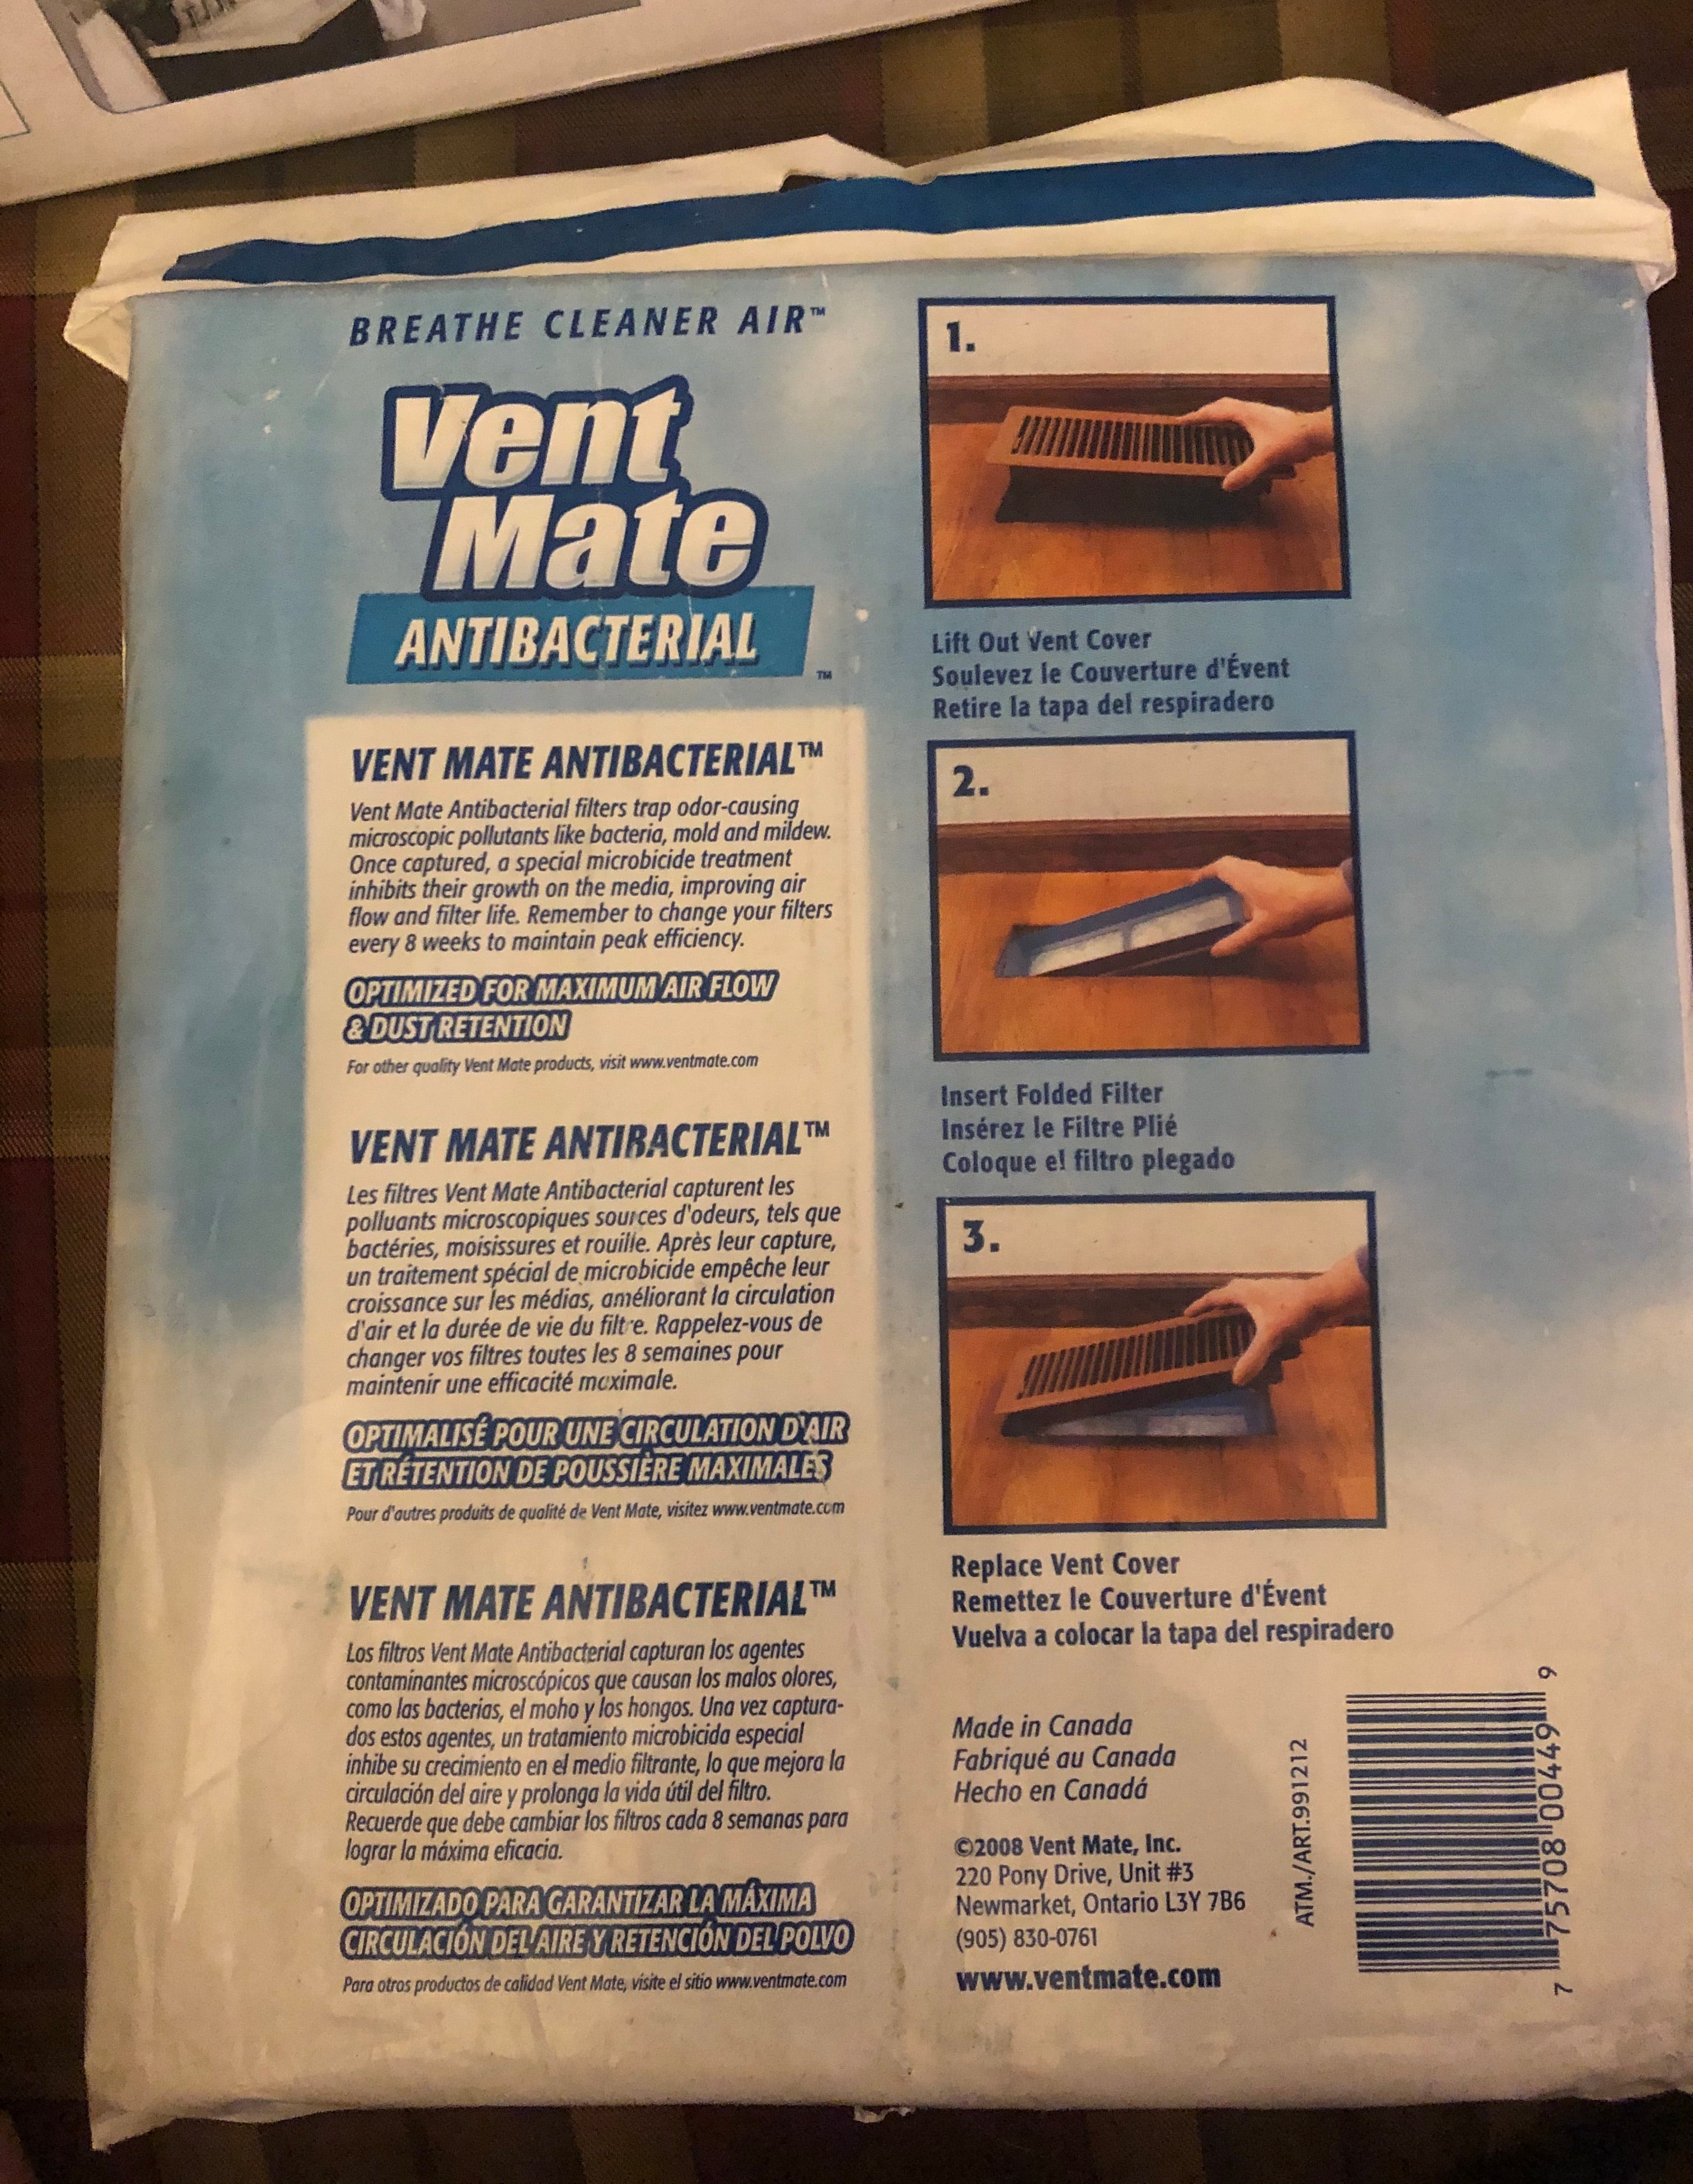 BREATHE CLEANER AIR™
Vent
Mate
ANTIBACTERIAL
™
VENT MATE ANTIBACTERIAL™
Vent Mate Antibacterial filters trap odor-causing
microscopic pollutants like bacteria, mold and mildew.
Once captured, a special microbicide treatment
inhibits their growth on the media, improving air
flow and filter life. Remember to change your filters
every 8 weeks to maintain peak efficiency.
OPTIMIZED FOR MAXIMUM AIR FLOW
& DUST RETENTION
For other quality Vent Mate products, visit www.ventmate.com
VENT MATE ANTIBACTERIAL™
Les filtres Vent Mate Antibacterial capturent les
polluants microscopiques sources d'odeurs, tels que
bactéries, moisissures et rouille. Après leur capture,
un traitement spécial de microbicide empêche leur
croissance sur les médias, améliorant la circulation
d'air et la durée de vie du filtre. Rappelez-vous de
changer vos filtres toutes les 8 semaines pour
maintenir une efficacité maximale.
OPTIMALISÉ POUR UNE CIRCULATION D'AIR
ET RÉTENTION DE POUSSIÈRE MAXIMALES
Pour d'autres produits de qualité de Vent Mate, visitez www.ventmate.com
VENT MATE ANTIBACTERIAL™
Los filtros Vent Mate Antibacterial capturan los agentes
contaminantes microscópicos que causan los malos olores,
como las bacterias, el moho y los hongos. Una vez captura-
dos estos agentes, un tratamiento microbicida especial
inhibe su crecimiento en el medio filtrante, lo que mejora la
circulación del aire y prolonga la vida útil del filtro.
Recuerde que debe cambiar los filtros cada 8 semanas para
lograr la máxima eficacia.
OPTIMIZADO PARA GARANTIZAR LA MÁXIMA
CIRCULACIÓN DEL AIRE Y RETENCIÓN DEL POLVO
Para otros productos de calidad Vent Mate, visite el sitio www.ventmate.com
1.
Lift Out Vent Cover
Soulevez le Couverture d'Évent
Retire la tapa del respiradero
2.
Insert Folded Filter
Insérez le Filtre Plié
Coloque el filtro plegado
3.
Replace Vent Cover
Remettez le Couverture d'Évent
Vuelva a colocar la tapa del respiradero
Made in Canada
Fabriqué au Canada
Hecho en Canadá
©2008 Vent Mate, Inc.
220 Pony Drive, Unit #3
Newmarket, Ontario L3Y 7B6
(905) 830-0761
www.ventmate.com
ATM./ART.991212
7 75708 00449 9